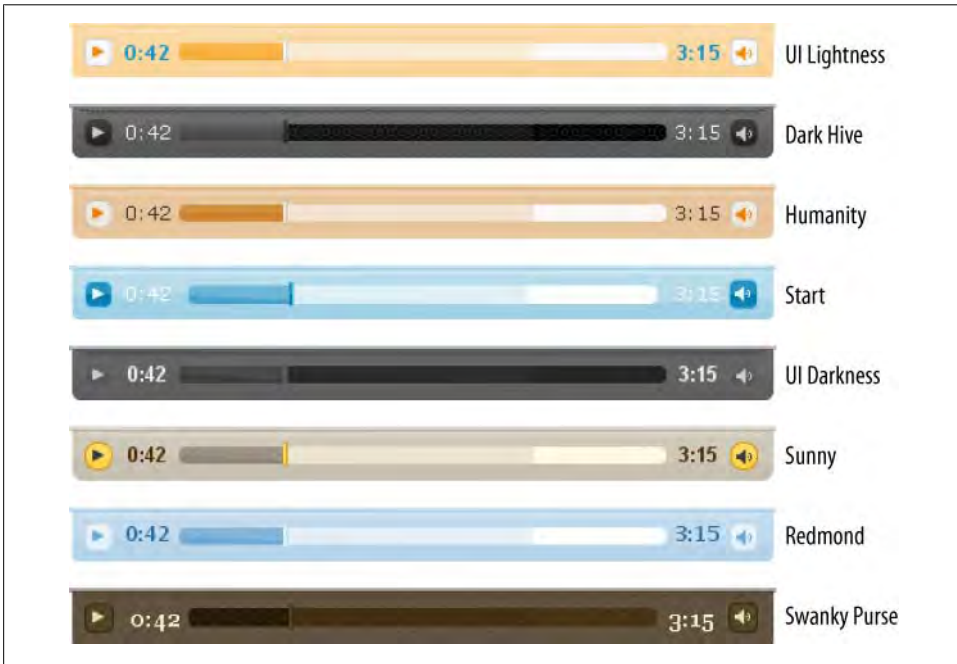 0:42 3:15 UI Lightness
0:42 3:15 Dark Hive
0:42 3:15 Humanity
0:42 3:15 Start
0:42 3:15 UI Darkness
0:42 3:15 Sunny
0:42 3:15 Redmond
0:42 3:15 Swanky Purse